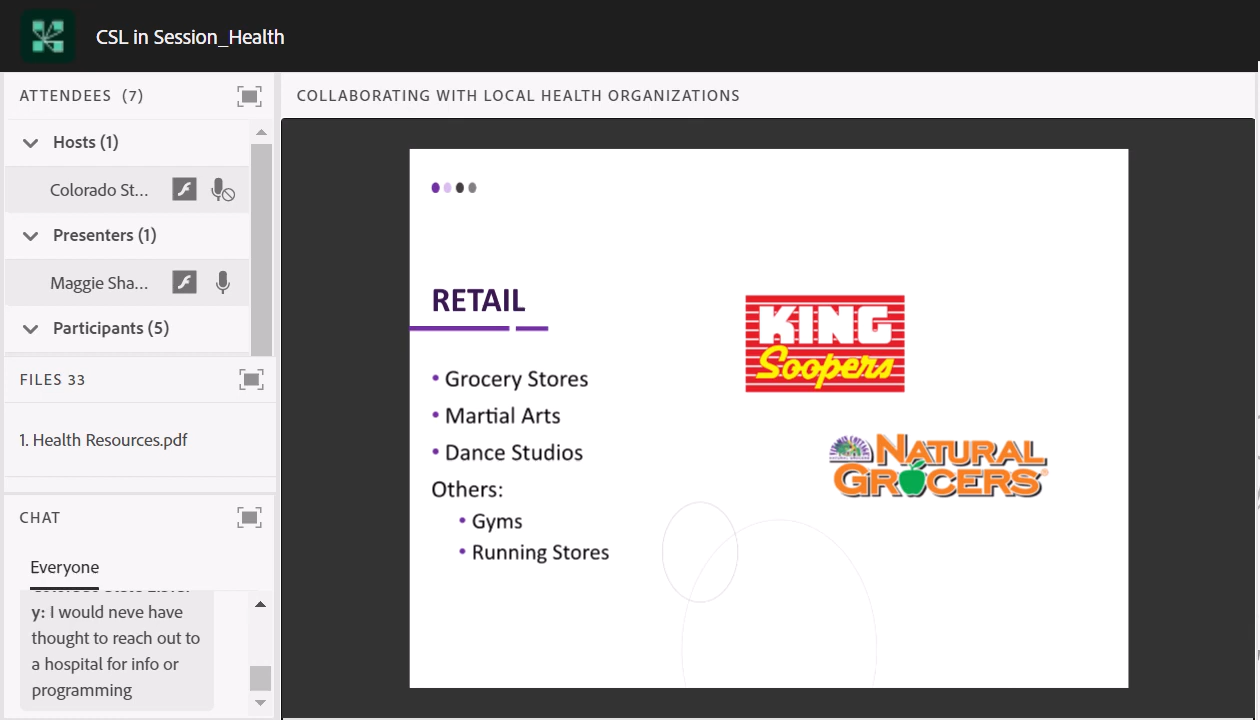 CSL in Session_Health
ATTENDEES (7)
Hosts (1)
Colorado St...
Presenters (1)
Maggie Sha...
Participants (5)
FILES 33
1. Health Resources.pdf
CHAT
Everyone
y: I would neve have
thought to reach out to
a hospital for info or
programming
COLLABORATING WITH LOCAL HEALTH ORGANIZATIONS
RETAIL
• Grocery Stores
• Martial Arts
• Dance Studios
Others:
• Gyms
• Running Stores
KING
Soopers
NATURAL
GROCERS